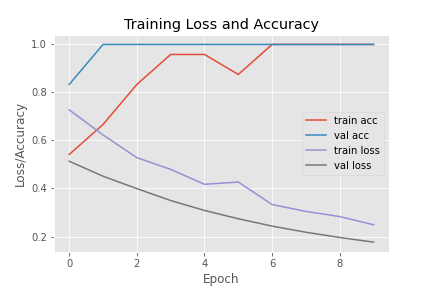 Training Loss and Accuracy
1.0
0.8
0.6
0.4
0.2
Loss/Accuracy
train acc
val acc
train loss
val loss
0 2 4 6 8
Epoch